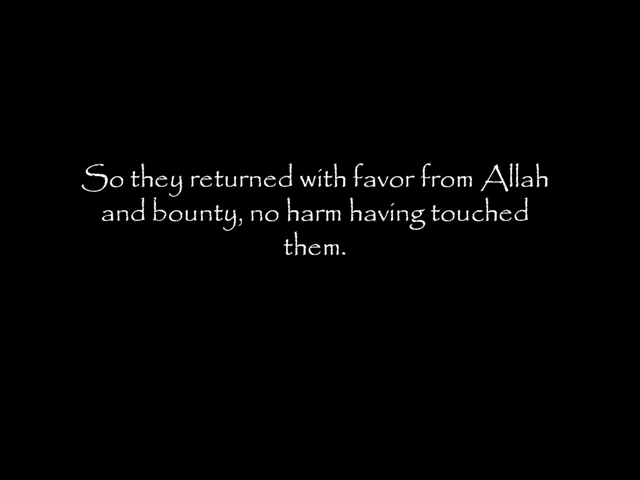 So they returned with favor from Allah
and bounty, no harm having touched
them.